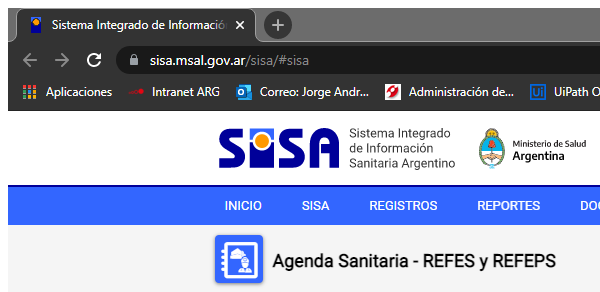 Sistema Integrado de Informació
sisa.msal.gov.ar/sisa/#sisa
Aplicaciones Intranet ARG Correo: Jorge Andr... Administración de... Ui UiPath O
SISA
Sistema Integrado
de Información
Sanitaria Argentino
Ministerio de Salud
Argentina
INICIO SISA REGISTROS REPORTES DO
Agenda Sanitaria - REFES y REFEPS